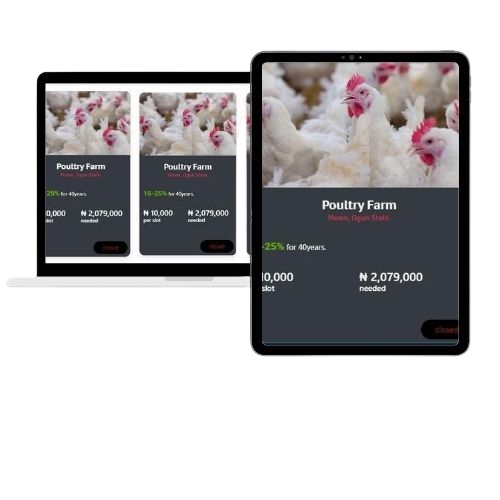 Poultry Farm
Mowe, Ogun State.
25% for 40years.
0,000
slot
₦ 2,079,000
needed
closed
Poultry Farm
Mowe, Ogun State.
15-25% for 40years.
₦ 10,000
per slot
₦ 2,079,000
needed
closed
Poultry Farm
Mowe, Ogun State.
-25% for 40years.
10,000
slot
₦ 2,079,000
needed
closed